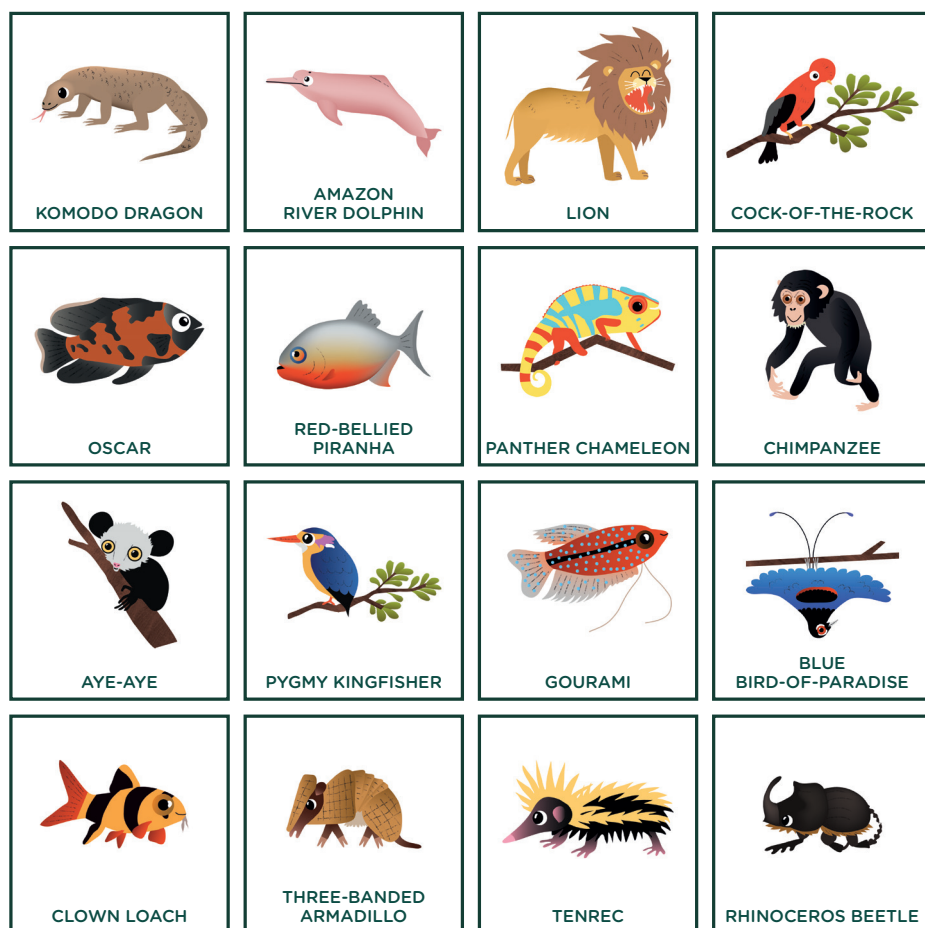 KOMODO DRAGON
AMAZON
RIVER DOLPHIN
LION
COCK-OF-THE-ROCK
OSCAR
RED-BELLIED
PIRANHA
PANTHER CHAMELEON
CHIMPANZEE
AYE-AYE
PYGMY KINGFISHER
GOURAMI
BLUE
BIRD-OF-PARADISE
CLOWN LOACH
THREE-BANDED
ARMADILLO
TENREC
RHINOCEROS BEETLE